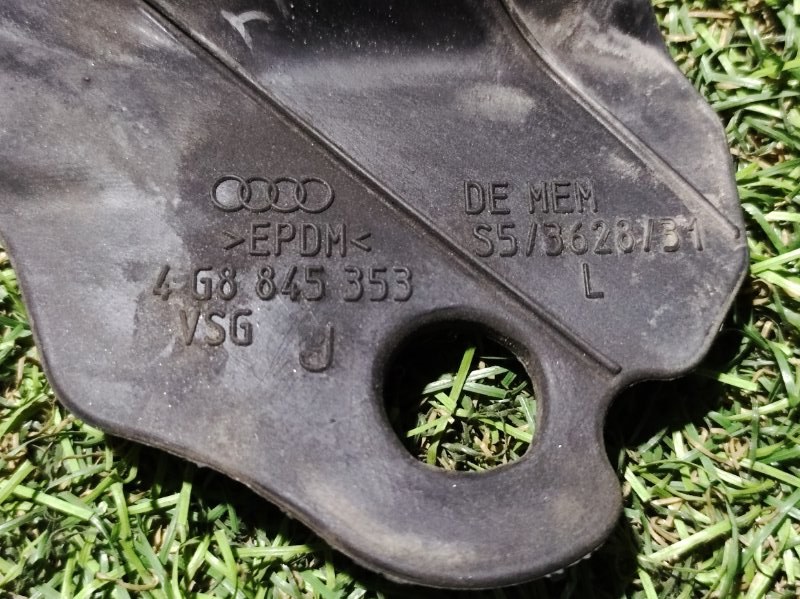 >EPDM<
4G8 845 353
VSG J
DE MEM
S5/3628/31
L